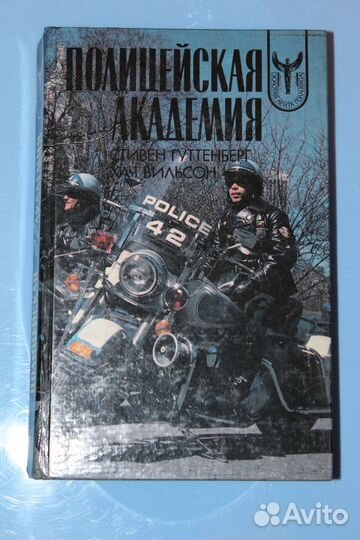 ПОЛИЦЕЙСКАЯ
АКАДЕМИЯ
СТИВЕН ГУТТЕНБЕРГ
ХАЧ ВИЛЬСОН
POLICE
42
Avito